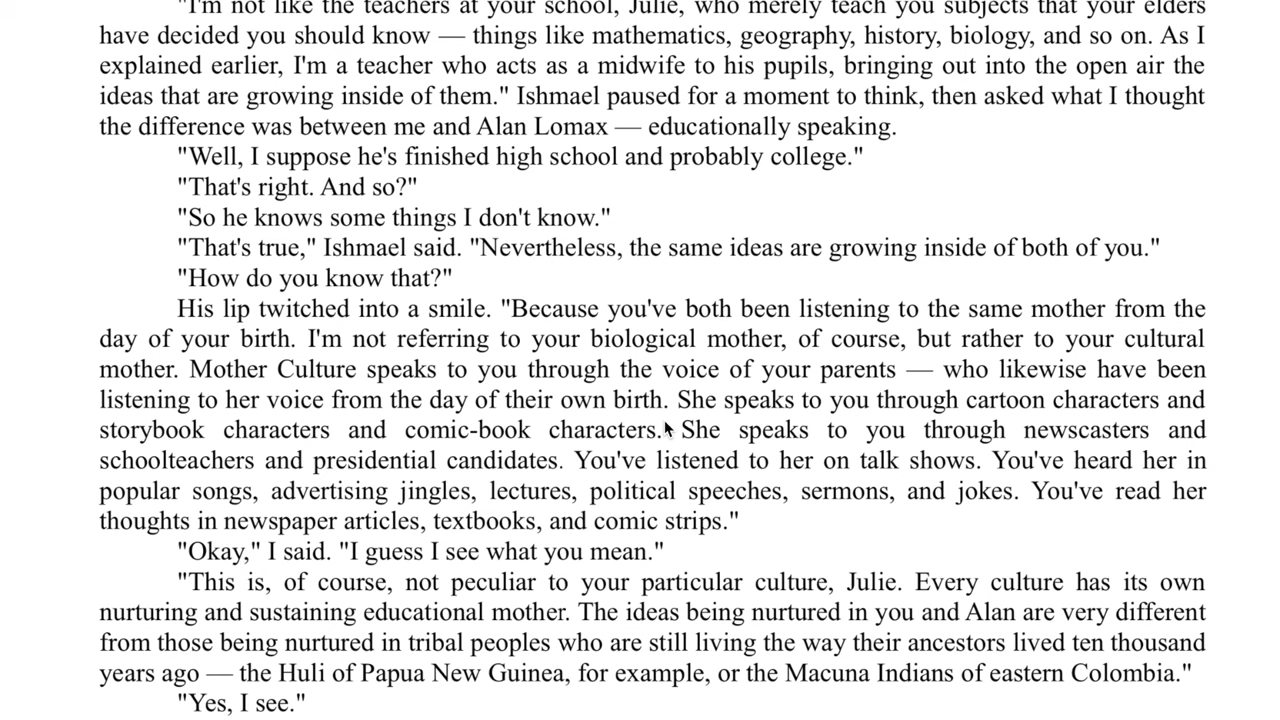 "I'm not like the teachers at your school, Julie, who merely teach you subjects that your elders
have decided you should know — things like mathematics, geography, history, biology, and so on. As I
explained earlier, I'm a teacher who acts as a midwife to his pupils, bringing out into the open air the
ideas that are growing inside of them." Ishmael paused for a moment to think, then asked what I thought
the difference was between me and Alan Lomax — educationally speaking.
"Well, I suppose he's finished high school and probably college."
"That's right. And so?"
"So he knows some things I don't know."
"That's true," Ishmael said. "Nevertheless, the same ideas are growing inside of both of you."
"How do you know that?"
His lip twitched into a smile. "Because you've both been listening to the same mother from the
day of your birth. I'm not referring to your biological mother, of course, but rather to your cultural
mother. Mother Culture speaks to you through the voice of your parents — who likewise have been
listening to her voice from the day of their own birth. She speaks to you through cartoon characters and
storybook characters and comic-book characters. She speaks to you through newscasters and
schoolteachers and presidential candidates. You've listened to her on talk shows. You've heard her in
popular songs, advertising jingles, lectures, political speeches, sermons, and jokes. You've read her
thoughts in newspaper articles, textbooks, and comic strips."
"Okay," I said. "I guess I see what you mean."
"This is, of course, not peculiar to your particular culture, Julie. Every culture has its own
nurturing and sustaining educational mother. The ideas being nurtured in you and Alan are very different
from those being nurtured in tribal peoples who are still living the way their ancestors lived ten thousand
years ago — the Huli of Papua New Guinea, for example, or the Macuna Indians of eastern Colombia."
"Yes, I see."